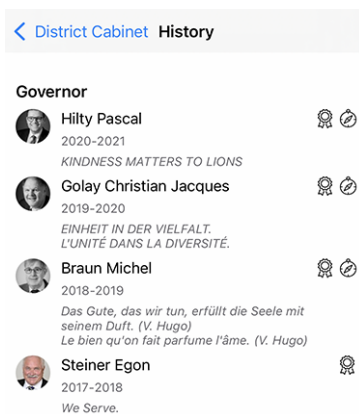 District Cabinet History
Governor
Hilty Pascal
2020-2021
KINDNESS MATTERS TO LIONS
Golay Christian Jacques
2019-2020
EINHEIT IN DER VIELFALT.
L'UNITÉ DANS LA DIVERSITÉ.
Braun Michel
2018-2019
Das Gute, das wir tun, erfüllt die Seele mit
seinem Duft. (V. Hugo)
Le bien qu'on fait parfume l'âme. (V. Hugo)
Steiner Egon
2017-2018
We Serve.